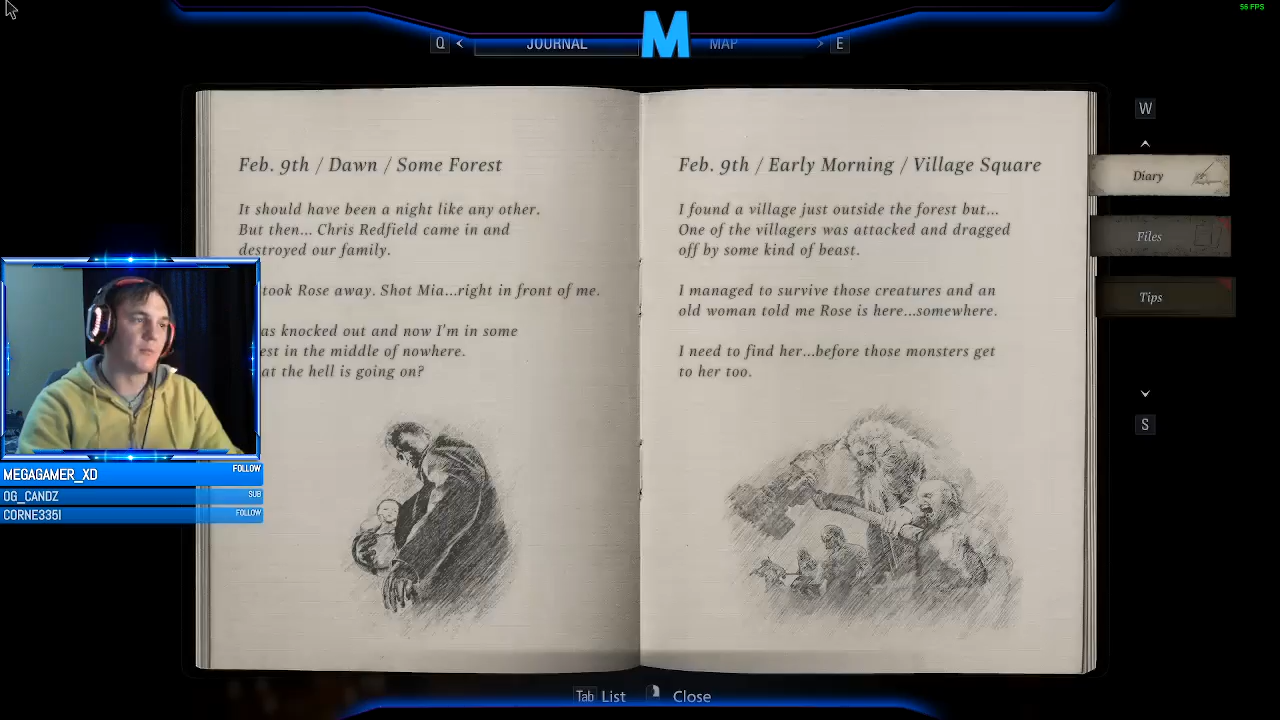 56 FPS
M
Q < JOURNAL MAP > E
W
Feb. 9th / Dawn / Some Forest
It should have been a night like any other.
But then... Chris Redfield came in and
destroyed our family.
took Rose away. Shot Mia...right in front of me.
as knocked out and now I'm in some
est in the middle of nowhere.
at the hell is going on?
Feb. 9th / Early Morning / Village Square
I found a village just outside the forest but...
One of the villagers was attacked and dragged
off by some kind of beast.
I managed to survive those creatures and an
old woman told me Rose is here...somewhere.
I need to find her...before those monsters get
to her too.
Diary
Files
Tips
S
MEGAGAMER_XD FOLLOW
OG_CANDZ SUB
CORNE335I FOLLOW
Tab List Close